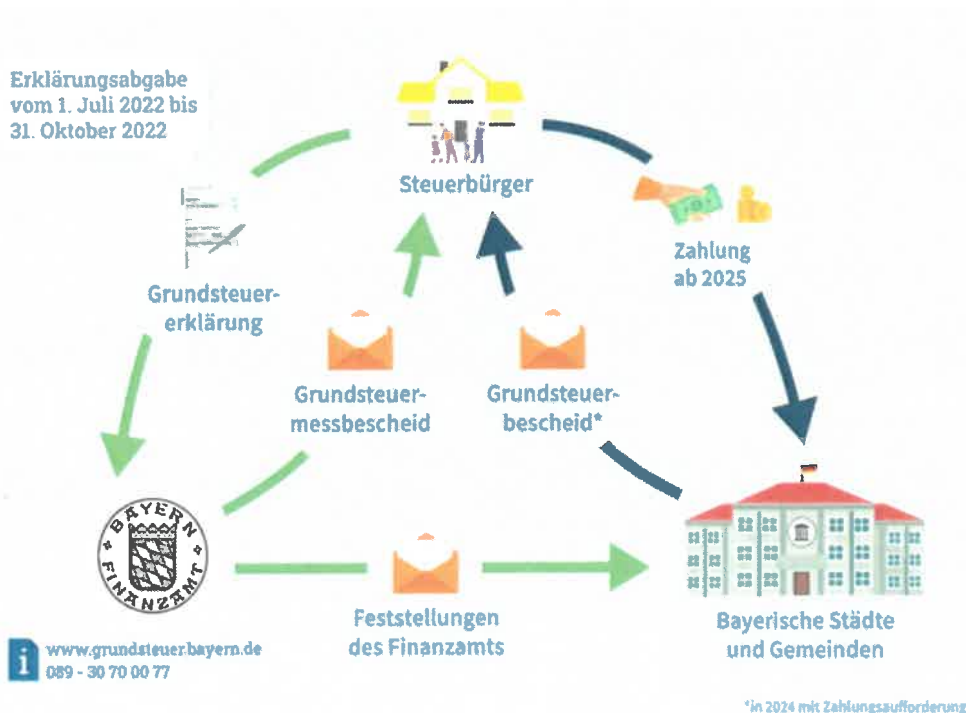 Erklärungsabgabe
vom 1. Juli 2022 bis
31. Oktober 2022
Steuerbürger
Zahlung
ab 2025
Grundsteuer-
erklärung
Grundsteuer-
messbescheid
Grundsteuer-
bescheid*
BAYERN
FINANZAMT
Feststellungen
des Finanzamts
Bayerische Städte
und Gemeinden
i www.grundsteuer.bayern.de
089 - 30 70 00 77
*in 2024 mit Zahlungsaufforderung